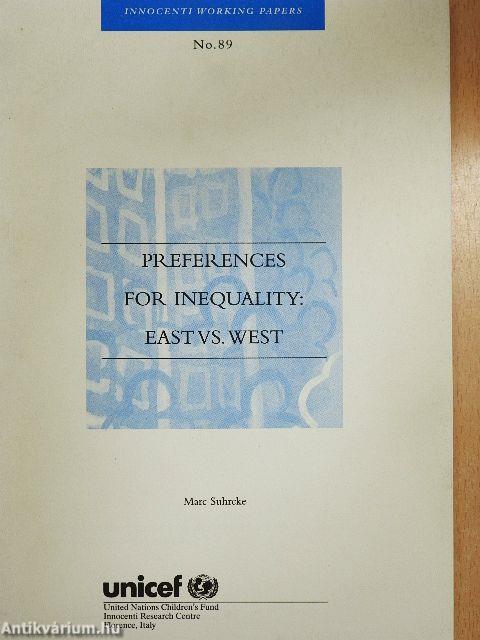 INNOCENTI WORKING PAPERS
No.89
PREFERENCES
FOR INEQUALITY:
EAST VS. WEST
Marc Suhrcke
unicef
United Nations Children's Fund
Innocenti Research Centre
Florence, Italy
Antikvárium.hu